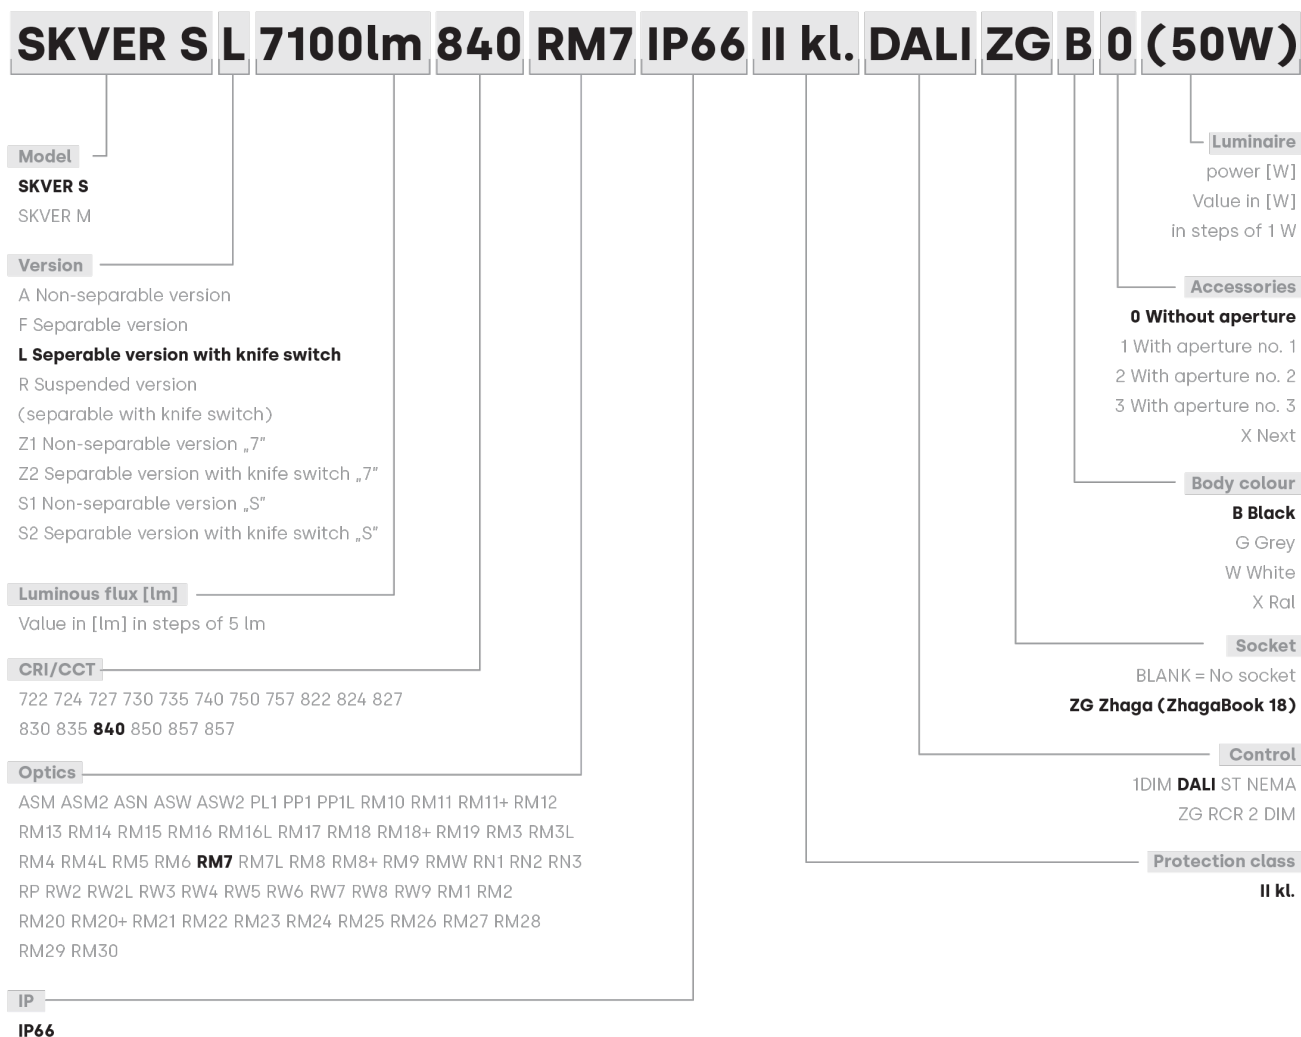 SKVER S L 7100lm 840 RM7 IP66 II kl. DALI ZG B 0 (50W)
Model
SKVER S
SKVER M
Version
A Non-separable version
F Separable version
L Seperable version with knife switch
R Suspended version
(separable with knife switch)
Z1 Non-separable version „7”
Z2 Separable version with knife switch „7”
S1 Non-separable version „S”
S2 Separable version with knife switch „S”
Luminous flux [lm]
Value in [lm] in steps of 5 lm
CRI/CCT
722 724 727 730 735 740 750 757 822 824 827
830 835 840 850 857 857
Optics
ASM ASM2 ASN ASW ASW2 PL1 PP1 PP1L RM10 RM11 RM11+ RM12
RM13 RM14 RM15 RM16 RM16L RM17 RM18 RM18+ RM19 RM3 RM3L
RM4 RM4L RM5 RM6 RM7 RM7L RM8 RM8+ RM9 RMW RN1 RN2 RN3
RP RW2 RW2L RW3 RW4 RW5 RW6 RW7 RW8 RW9 RM1 RM2
RM20 RM20+ RM21 RM22 RM23 RM24 RM25 RM26 RM27 RM28
RM29 RM30
IP
IP66
Luminaire
power [W]
Value in [W]
in steps of 1 W
Accessories
0 Without aperture
1 With aperture no. 1
2 With aperture no. 2
3 With aperture no. 3
X Next
Body colour
B Black
G Grey
W White
X Ral
Socket
BLANK = No socket
ZG Zhaga (ZhagaBook 18)
Control
1DIM DALI ST NEMA
ZG RCR 2 DIM
Protection class
II kl.